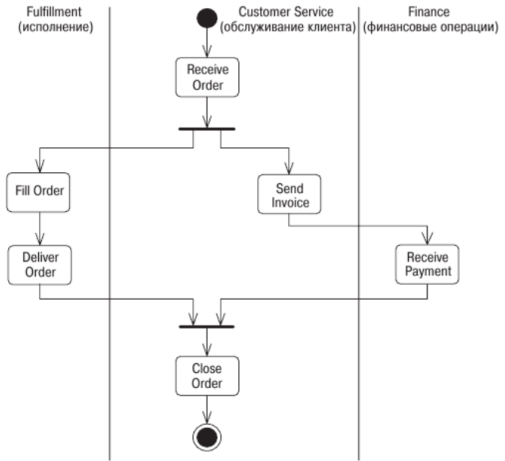 Fulfillment
(исполнение)
Customer Service
(обслуживание клиента)
Finance
(финансовые операции)
Receive
Order
Fill Order
Send
Invoice
Deliver
Order
Receive
Payment
Close
Order